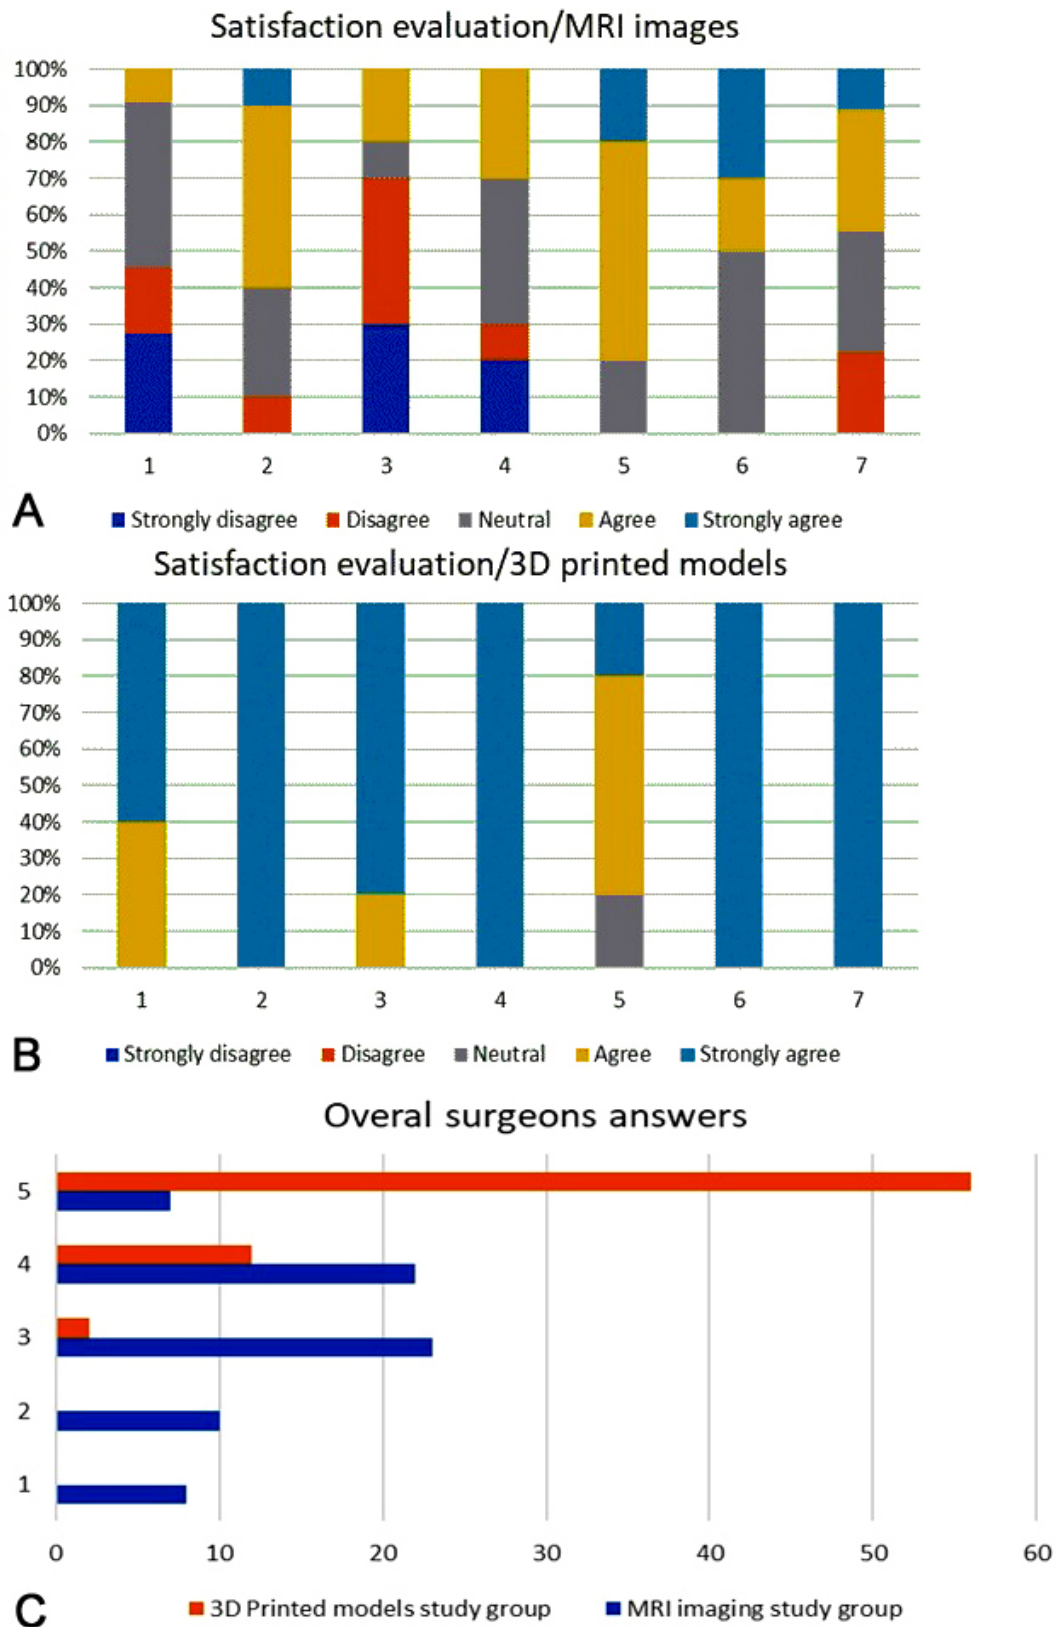 Satisfaction evaluation/MRI images
100%
90%
80%
70%
60%
50%
40%
30%
20%
10%
0%
1 2 3 4 5 6 7
A
Strongly disagree Disagree Neutral Agree Strongly agree
Satisfaction evaluation/3D printed models
100%
90%
80%
70%
60%
50%
40%
30%
20%
10%
0%
1 2 3 4 5 6 7
B
Strongly disagree Disagree Neutral Agree Strongly agree
Overal surgeons answers
5
4
3
2
1
0 10 20 30 40 50 60
C
3D Printed models study group MRI imaging study group